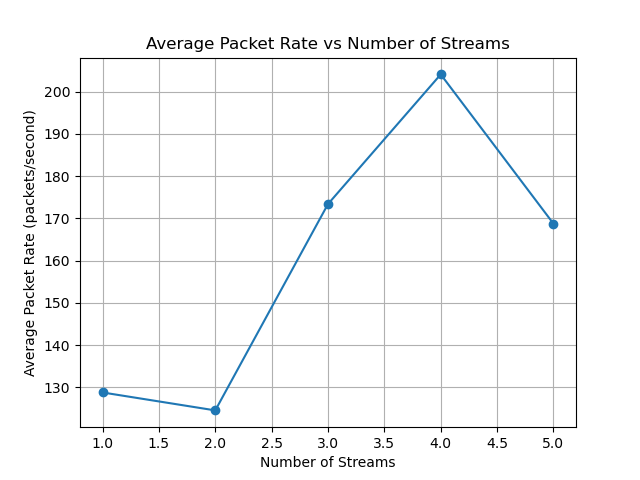 Average Packet Rate vs Number of Streams
Average Packet Rate (packets/second)
200
190
180
170
160
150
140
130
1.0 1.5 2.0 2.5 3.0 3.5 4.0 4.5 5.0
Number of Streams